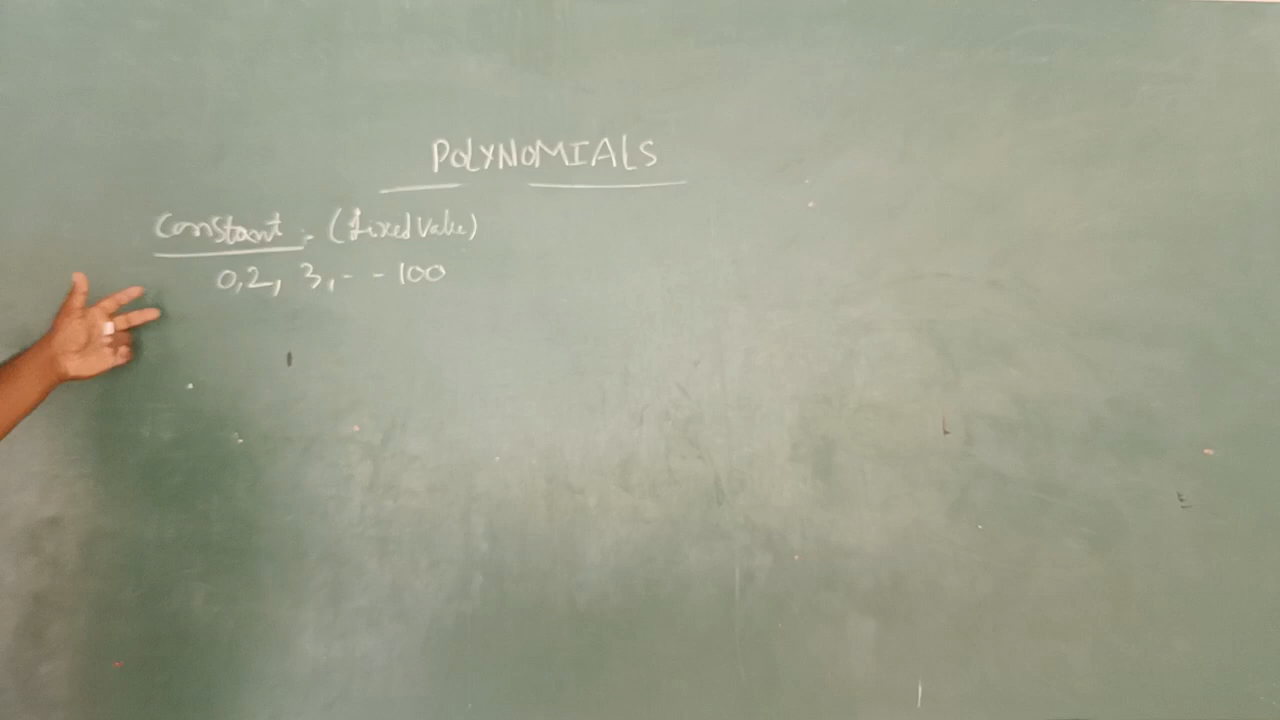 POLYNOMIALS
Constant :- (fixed value)
0,2, 3,- - 100